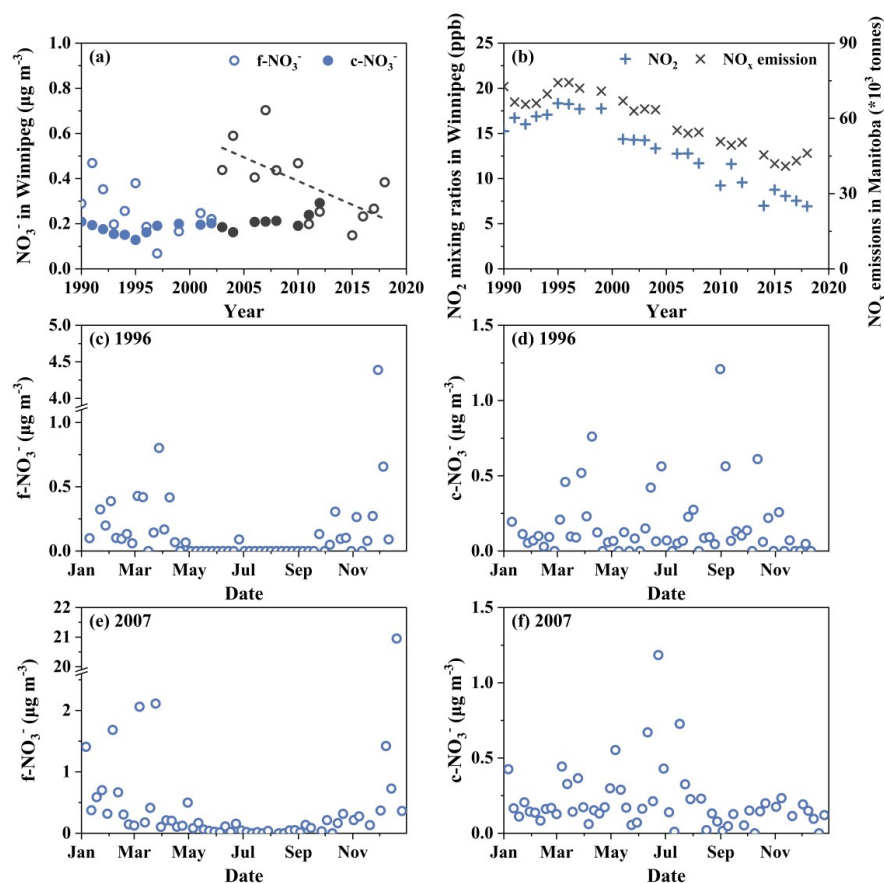 (a)
f-NO₃⁻
c-NO₃⁻
NO₃⁻ in Winnipeg (μg m⁻³)
1.0
0.8
0.6
0.4
0.2
0.0
1990 1995 2000 2005 2010 2015 2020
Year
(b)
NO₂
NOₓ emission
NO₂ mixing ratios in Winnipeg (ppb)
25
20
15
10
5
0
NOₓ emissions in Manitoba (*10³ tonnes)
90
60
30
0
1990 1995 2000 2005 2010 2015 2020
Year
(c) 1996
f-NO₃⁻ (μg m⁻³)
5.0
4.5
4.0
1.0
0.5
0.0
Jan Mar May Jul Sep Nov
Date
(d) 1996
c-NO₃⁻ (μg m⁻³)
1.5
1.0
0.5
0.0
Jan Mar May Jul Sep Nov
Date
(e) 2007
f-NO₃⁻ (μg m⁻³)
22
21
20
2
1
0
Jan Mar May Jul Sep Nov
Date
(f) 2007
c-NO₃⁻ (μg m⁻³)
1.5
1.0
0.5
0.0
Jan Mar May Jul Sep Nov
Date